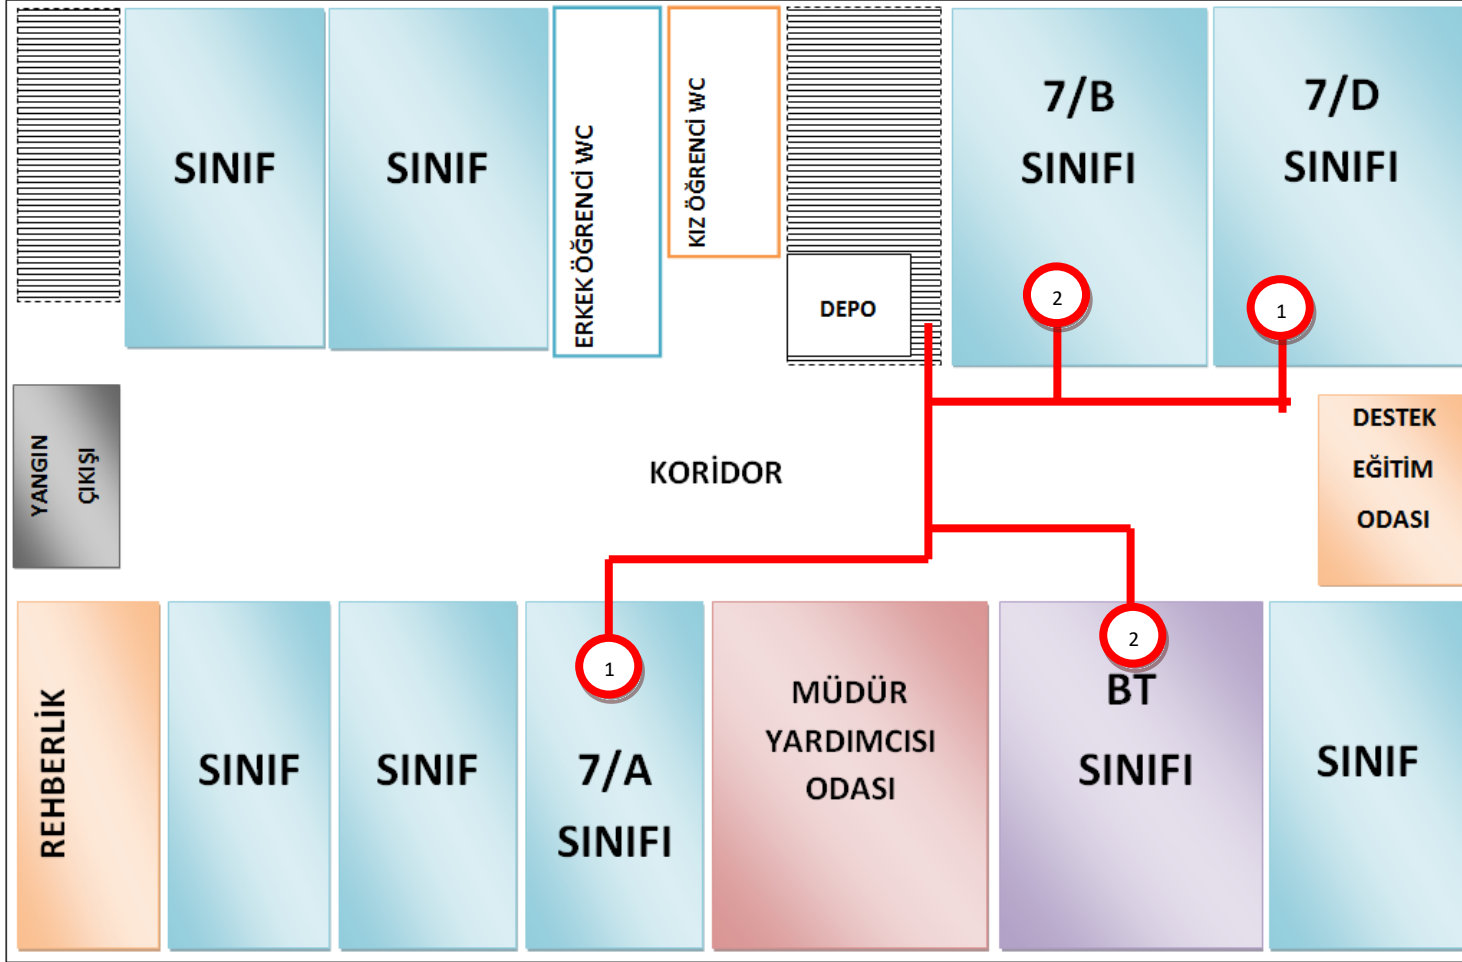 SINIF
SINIF
ERKEK ÖĞRENCİ WC
KIZ ÖĞRENCİ WC
DEPO
7/B
SINIFI
2
7/D
SINIFI
1
YANGIN
ÇIKIŞI
KORİDOR
DESTEK
EĞİTİM
ODASI
REHBERLİK
SINIF
SINIF
1
7/A
SINIFI
MÜDÜR
YARDIMCISI
ODASI
2
BT
SINIFI
SINIF